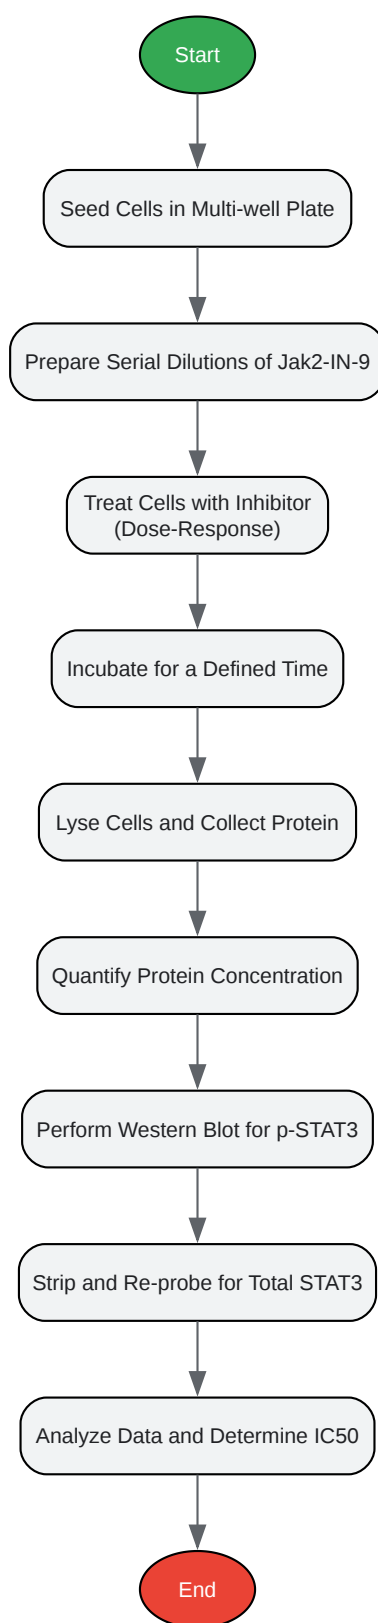 Start
Seed Cells in Multi-well Plate
Prepare Serial Dilutions of Jak2-IN-9
Treat Cells with Inhibitor
(Dose-Response)
Incubate for a Defined Time
Lyse Cells and Collect Protein
Quantify Protein Concentration
Perform Western Blot for p-STAT3
Strip and Re-probe for Total STAT3
Analyze Data and Determine IC50
End